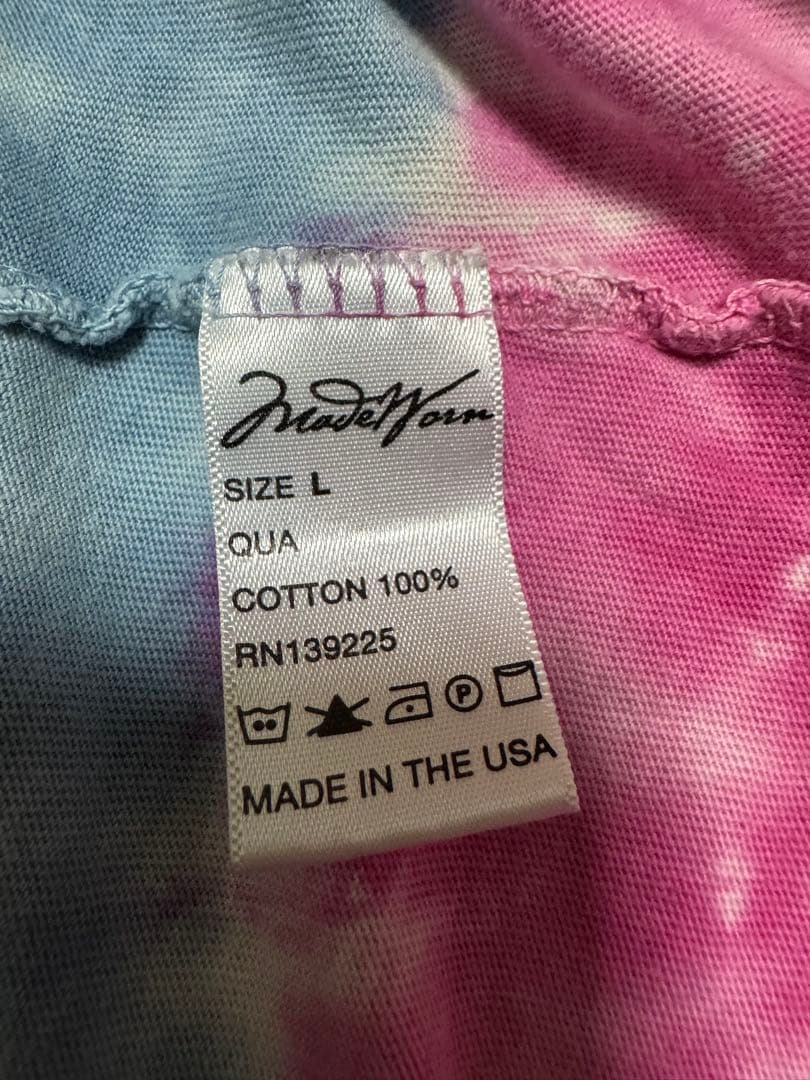 MadeWorn
SIZE L
QUA
COTTON 100%
RN139225
P
MADE IN THE USA